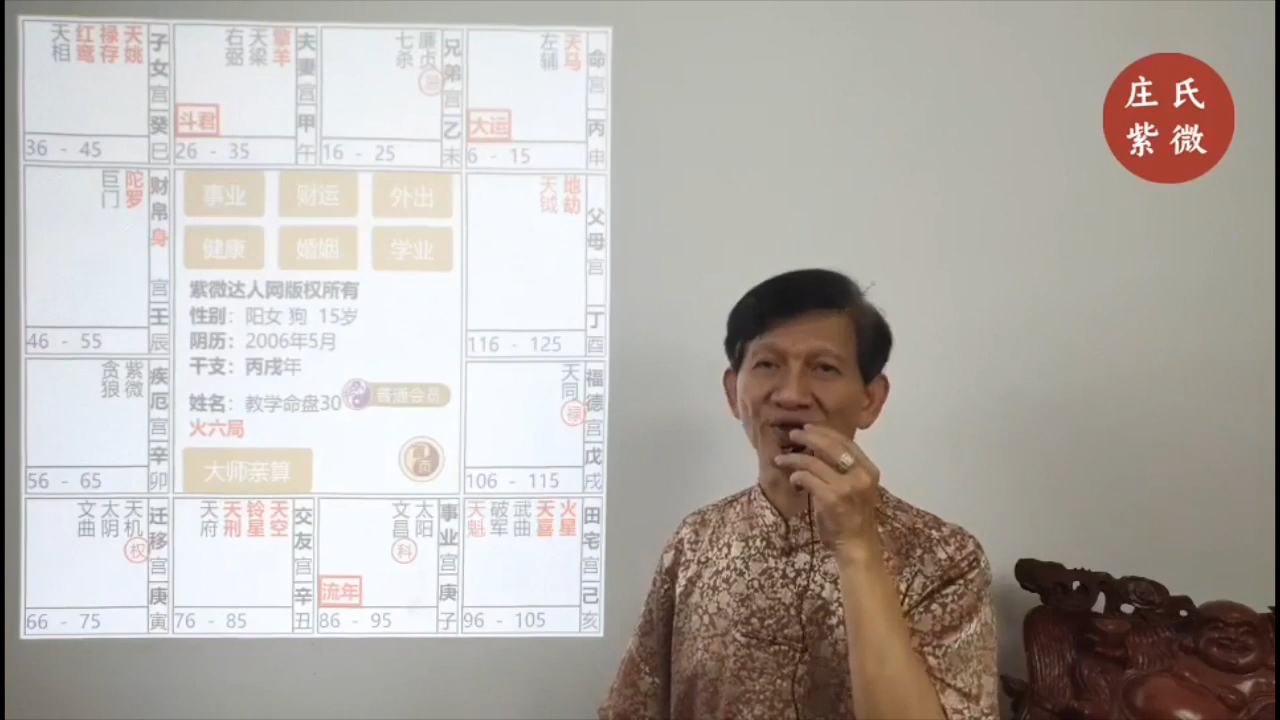 天相 红鸾 禄存 天姚
子女宫 癸巳
36 - 45
右弼 天梁 擎羊
夫妻宫 甲午
斗君
26 - 35
七杀 廉贞
兄弟宫 乙未
16 - 25
左辅 天马
命宫 丙申
大运
6 - 15
巨门 陀罗
财帛身宫 壬辰
46 - 55
事业 财运 外出
健康 婚姻 学业
紫微达人网版权所有
性别: 阳女 狗 15岁
阴历: 2006年5月
干支: 丙戌年
姓名: 教学命盘30
普通会员
火六局
大师亲算
天钺 地劫
父母宫 丁酉
116 - 125
贪狼 紫微
疾厄宫 辛卯
56 - 65
天同 禄
福德宫 戊戌
106 - 115
文曲 太阴 天机 权
迁移宫 庚寅
66 - 75
天府 天刑 铃星 天空
交友宫 辛丑
76 - 85
文昌 太阳 科
事业宫 庚子
流年
86 - 95
天魁 破军 武曲 天喜 火星
田宅宫 己亥
96 - 105
庄氏
紫微